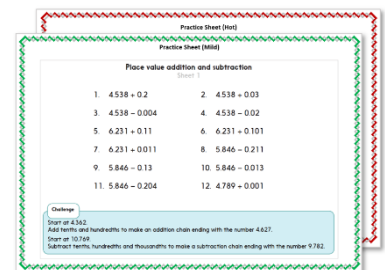 Practice Sheet (Hot)
Practice Sheet (Mild)
Place value addition and subtraction
Sheet 1
1. 4.538 + 0.2 2. 4.538 + 0.03
3. 4.538 – 0.004 4. 4.538 – 0.02
5. 6.231 + 0.11 6. 6.231 + 0.101
7. 6.231 + 0.011 8. 5.846 – 0.211
9. 5.846 – 0.13 10. 5.846 – 0.013
11. 5.846 – 0.204 12. 4.789 + 0.001
Challenge
Start at 4.362.
Add tenths and hundredths to make an addition chain ending with the number 4.627.
Start at 10.769.
Subtract tenths, hundredths and thousandths to make a subtraction chain ending with the number 9.782.